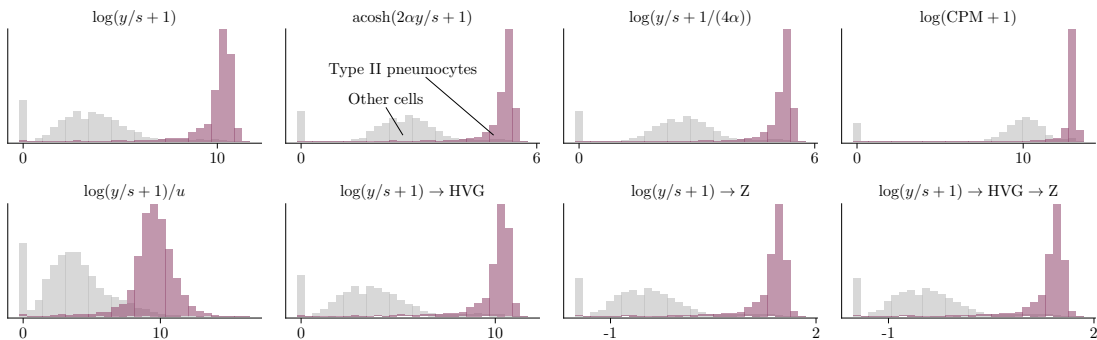 log(y/s + 1)
acosh(2αy/s + 1)
log(y/s + 1/(4α))
log(CPM + 1)
Type II pneumocytes
Other cells
0 10
0 6
0 6
0 10
log(y/s + 1)/u
log(y/s + 1) → HVG
log(y/s + 1) → Z
log(y/s + 1) → HVG → Z
0 10
0 10
-1 2
-1 2